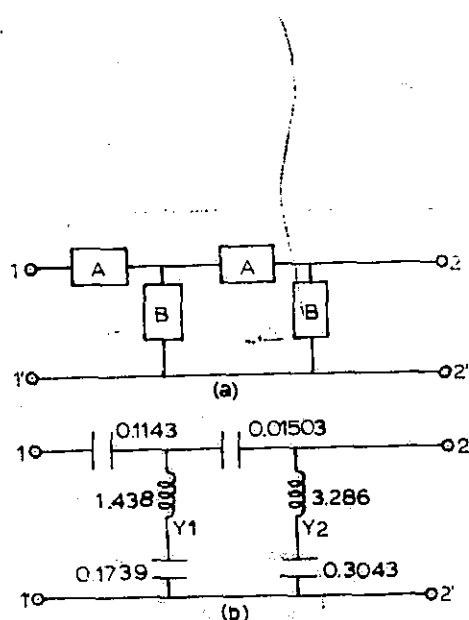 1 A A 2
B B
1' 2'
(a)
1 0.1143 0.01503 2
1.438 3.286
Y1 Y2
0.1739 0.3043
1' 2'
(b)